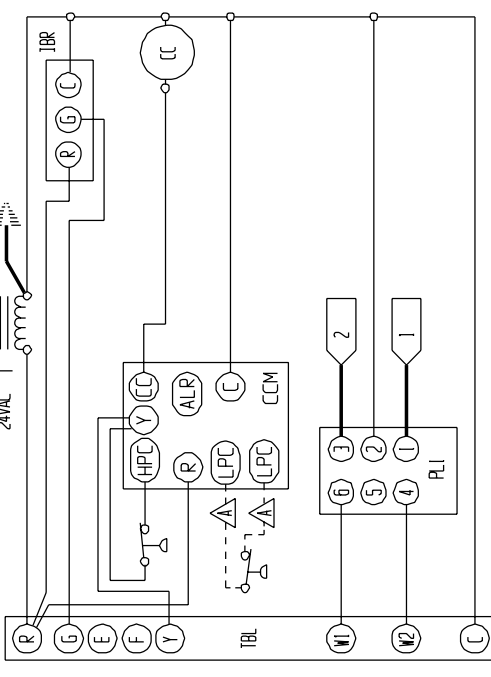 24VAC
R
IBR
G R G C
E
F
HPC Y CC
Y CC
R ALR
A LPC C
TBL
A LPC CCM
W1 6 3 2
5 2
W2 4 1 1
PL1
C